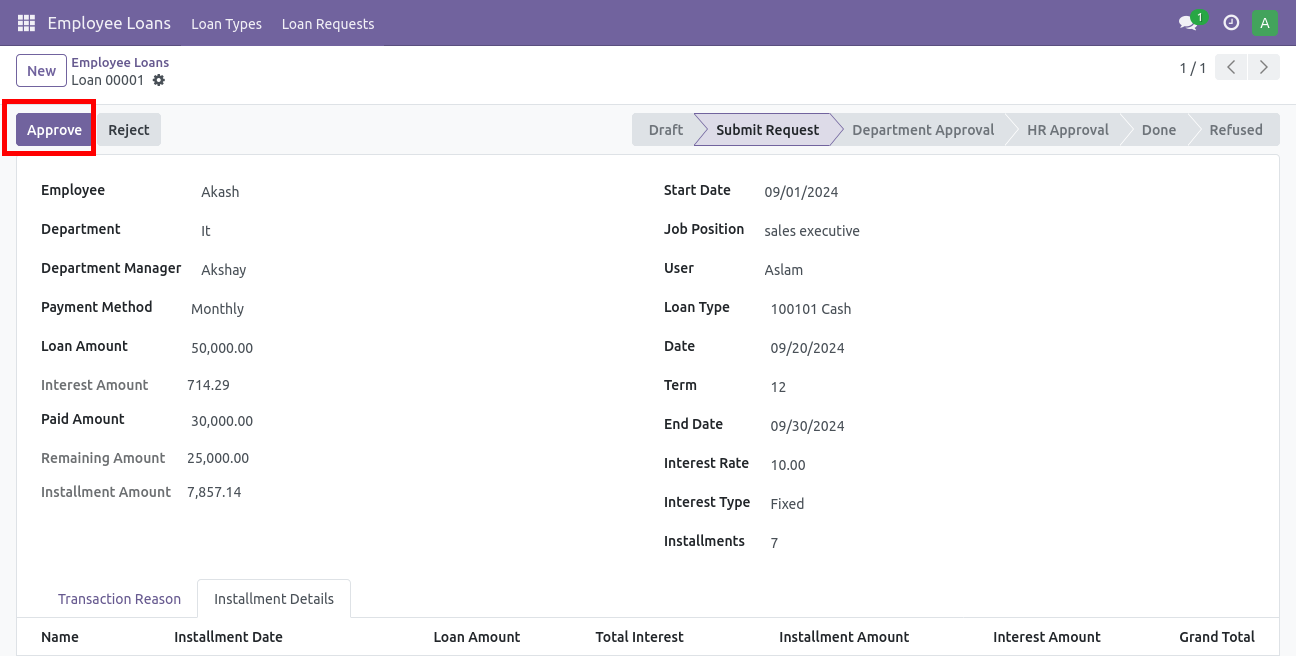 Employee Loans Loan Types Loan Requests 1 A
New Employee Loans
Loan 00001
1 / 1
Approve Reject Draft Submit Request Department Approval HR Approval Done Refused
Employee Akash Start Date 09/01/2024
Department It Job Position sales executive
Department Manager Akshay User Aslam
Payment Method Monthly Loan Type 100101 Cash
Loan Amount 50,000.00 Date 09/20/2024
Interest Amount 714.29 Term 12
Paid Amount 30,000.00 End Date 09/30/2024
Remaining Amount 25,000.00 Interest Rate 10.00
Installment Amount 7,857.14 Interest Type Fixed
Installments 7
Transaction Reason Installment Details
Name Installment Date Loan Amount Total Interest Installment Amount Interest Amount Grand Total